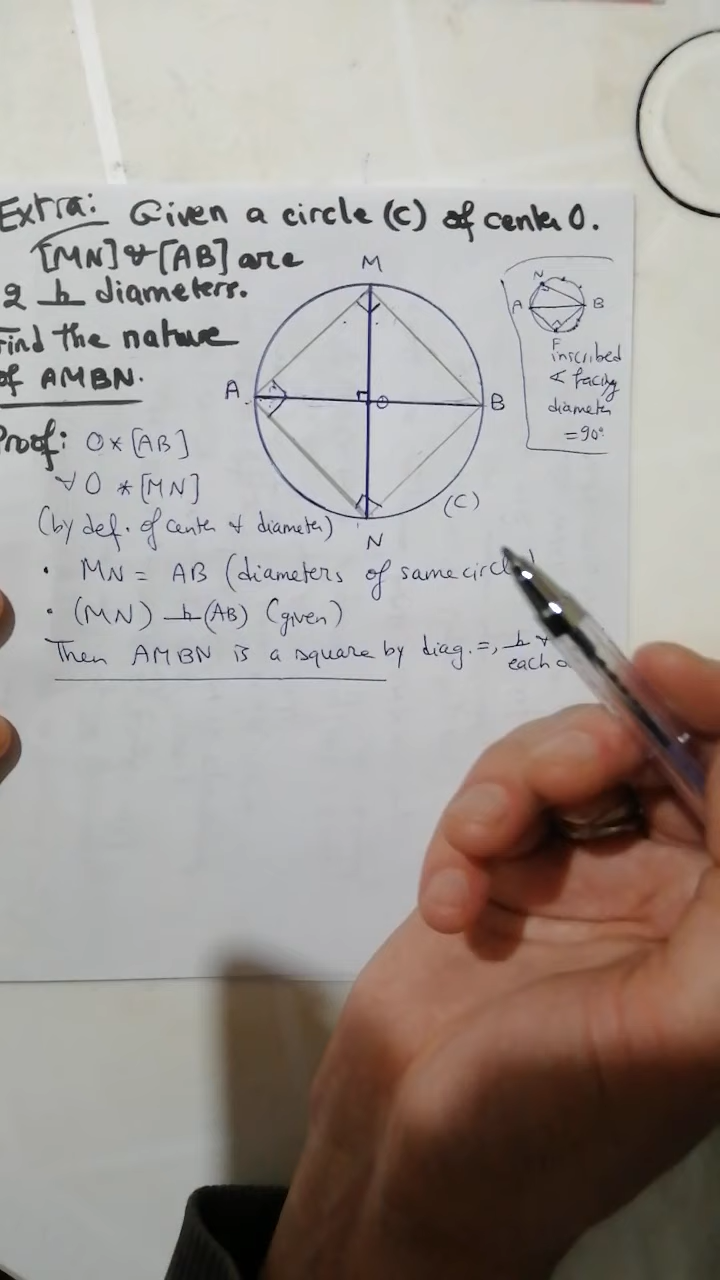 Extra: Given a circle (C) of center O.
[MN] & [AB] are
2 ⊥ diameters.
Find the nature
of AMBN.
M
A
O
B
N
(C)
N
A
B
F
inscribed
∢ facing
diameter
= 90°
Proof: O * [AB]
& O * [MN]
(by def. of center & diameter)
• MN = AB (diameters of same circle)
• (MN) ⊥ (AB) (given)
Then AMBN is a square by diag. =, ⊥ &
each